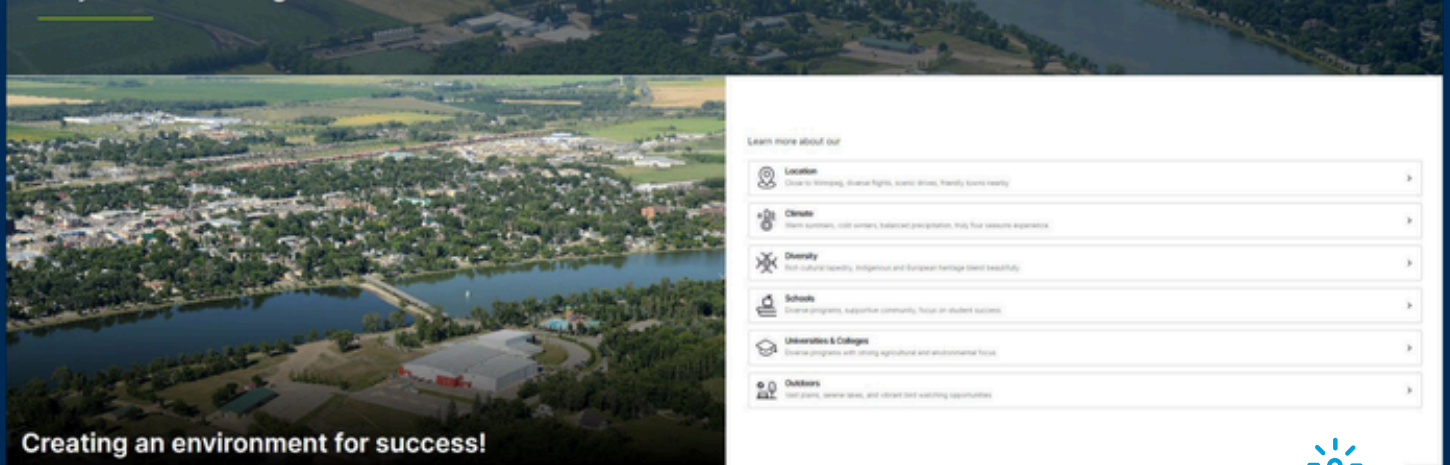 Learn more about our
Location
Close to Winnipeg, diverse flights, scenic drives, friendly towns nearby
Climate
Warm summers, cold winters, balanced precipitation, truly four seasons experience
Diversity
Rich cultural tapestry, Indigenous and European heritage blend beautifully
Schools
Diverse programs, supportive community, focus on student success
Universities & Colleges
Diverse programs with strong agricultural and environmental focus
Outdoors
Vast plains, serene lakes, and vibrant bird watching opportunities
Creating an environment for success!